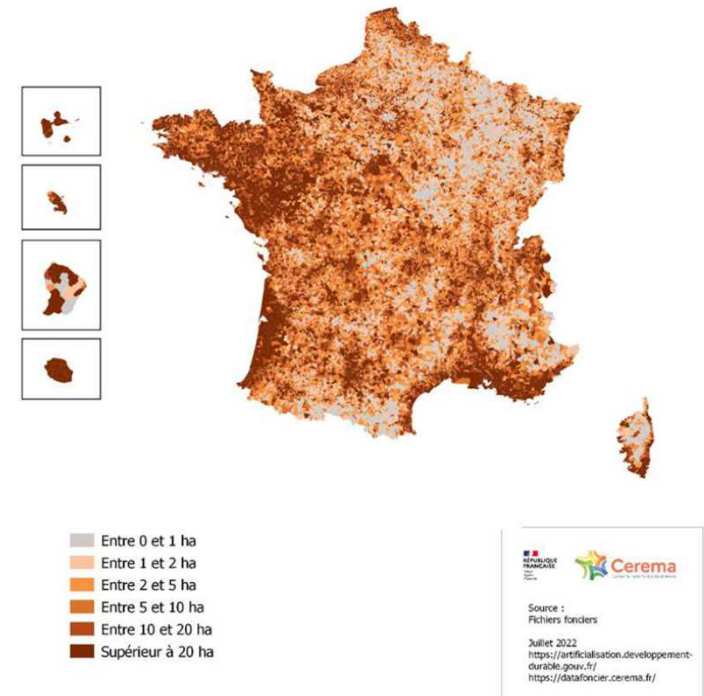 Entre 0 et 1 ha
Entre 1 et 2 ha
Entre 2 et 5 ha
Entre 5 et 10 ha
Entre 10 et 20 ha
Supérieur à 20 ha
RÉPUBLIQUE
FRANÇAISE
Cerema
Source :
Fichiers fonciers
Juillet 2022
https://artificialisation.developpement-
durable.gouv.fr/
https://datafoncier.cerema.fr/